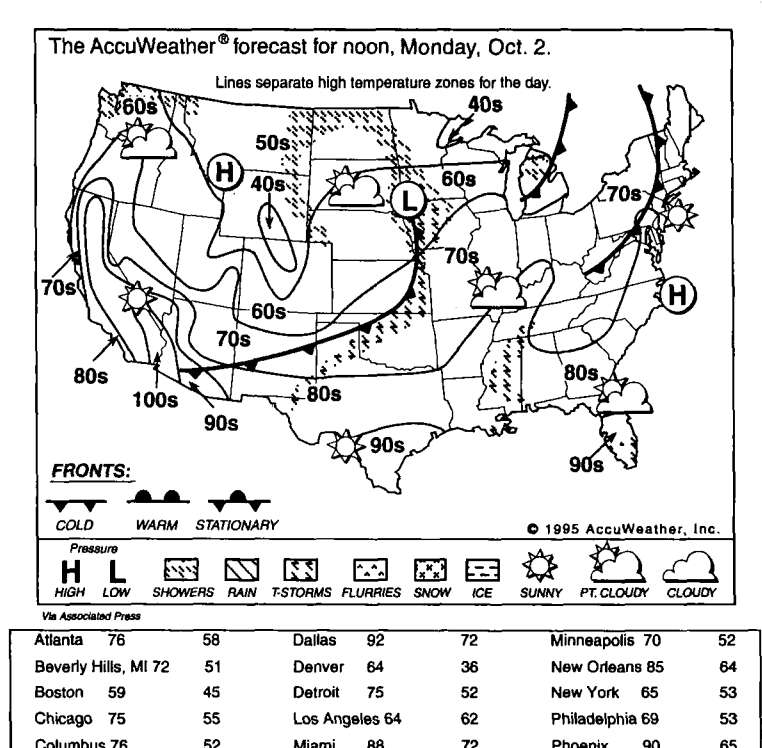 The AccuWeather® forecast for noon, Monday, Oct. 2.
Lines separate high temperature zones for the day.
60s
40s
50s
H
40s
60s
70s
L
70s
H
70s
60s
70s
80s
80s
80s
100s
90s
90s
90s
FRONTS:
COLD WARM STATIONARY
© 1995 AccuWeather, Inc.
Pressure
H L
HIGH LOW SHOWERS RAIN T-STORMS FLURRIES SNOW ICE SUNNY PT. CLOUDY CLOUDY
Via Associated Press
Atlanta 76 58 Dallas 92 72 Minneapolis 70 52
Beverly Hills, MI 72 51 Denver 64 36 New Orleans 85 64
Boston 59 45 Detroit 75 52 New York 65 53
Chicago 75 55 Los Angeles 64 62 Philadelphia 69 53
Columbus 76 52 Miami 88 72 Phoenix 90 65